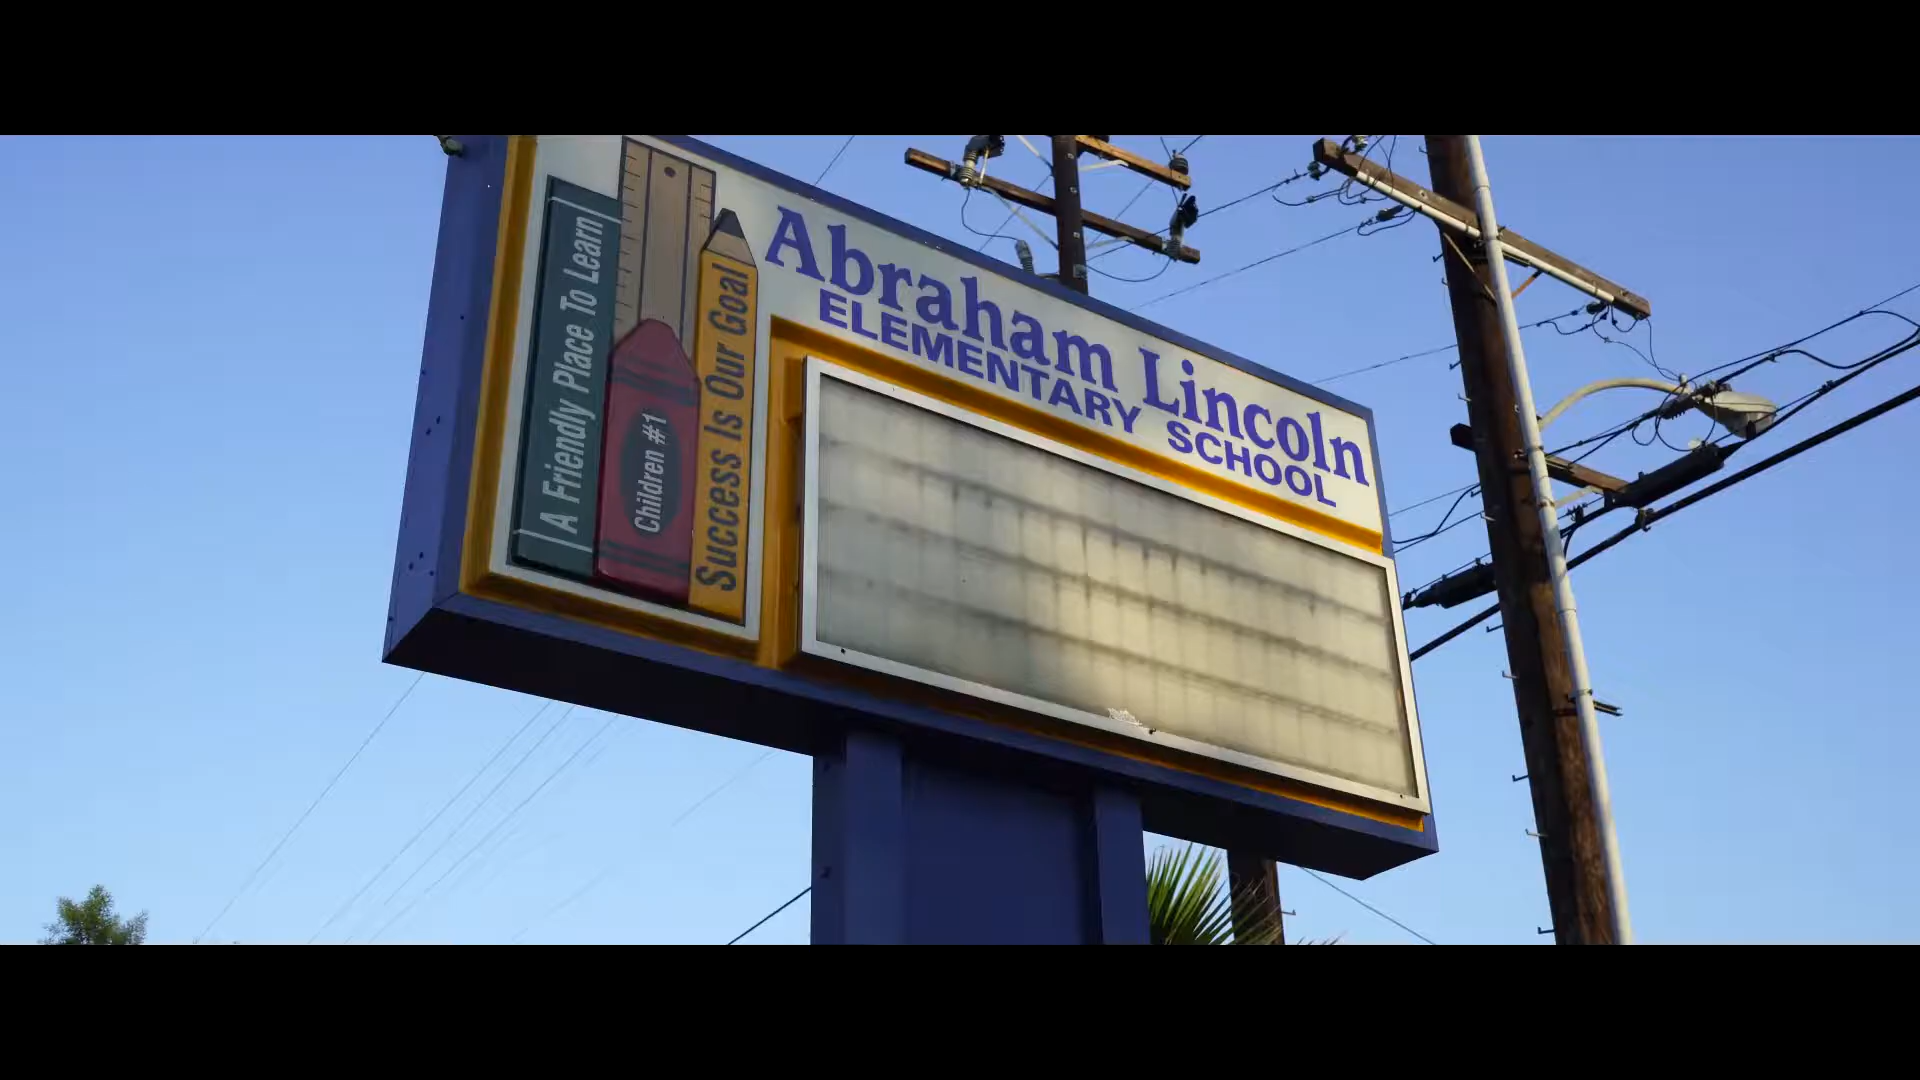 A Friendly Place To Learn
Children #1
Success Is Our Goal
Abraham Lincoln
ELEMENTARY SCHOOL